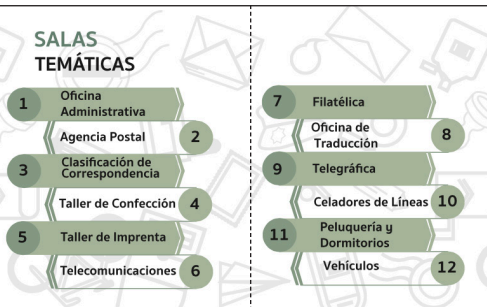 SALAS
TEMÁTICAS
1 Oficina
Administrativa
Agencia Postal 2
3 Clasificación de
Correspondencia
Taller de Confección 4
5 Taller de Imprenta
Telecomunicaciones 6
7 Filatélica
Oficina de
Traducción 8
9 Telegráfica
Celadores de Líneas 10
11 Peluquería y
Dormitorios
Vehículos 12